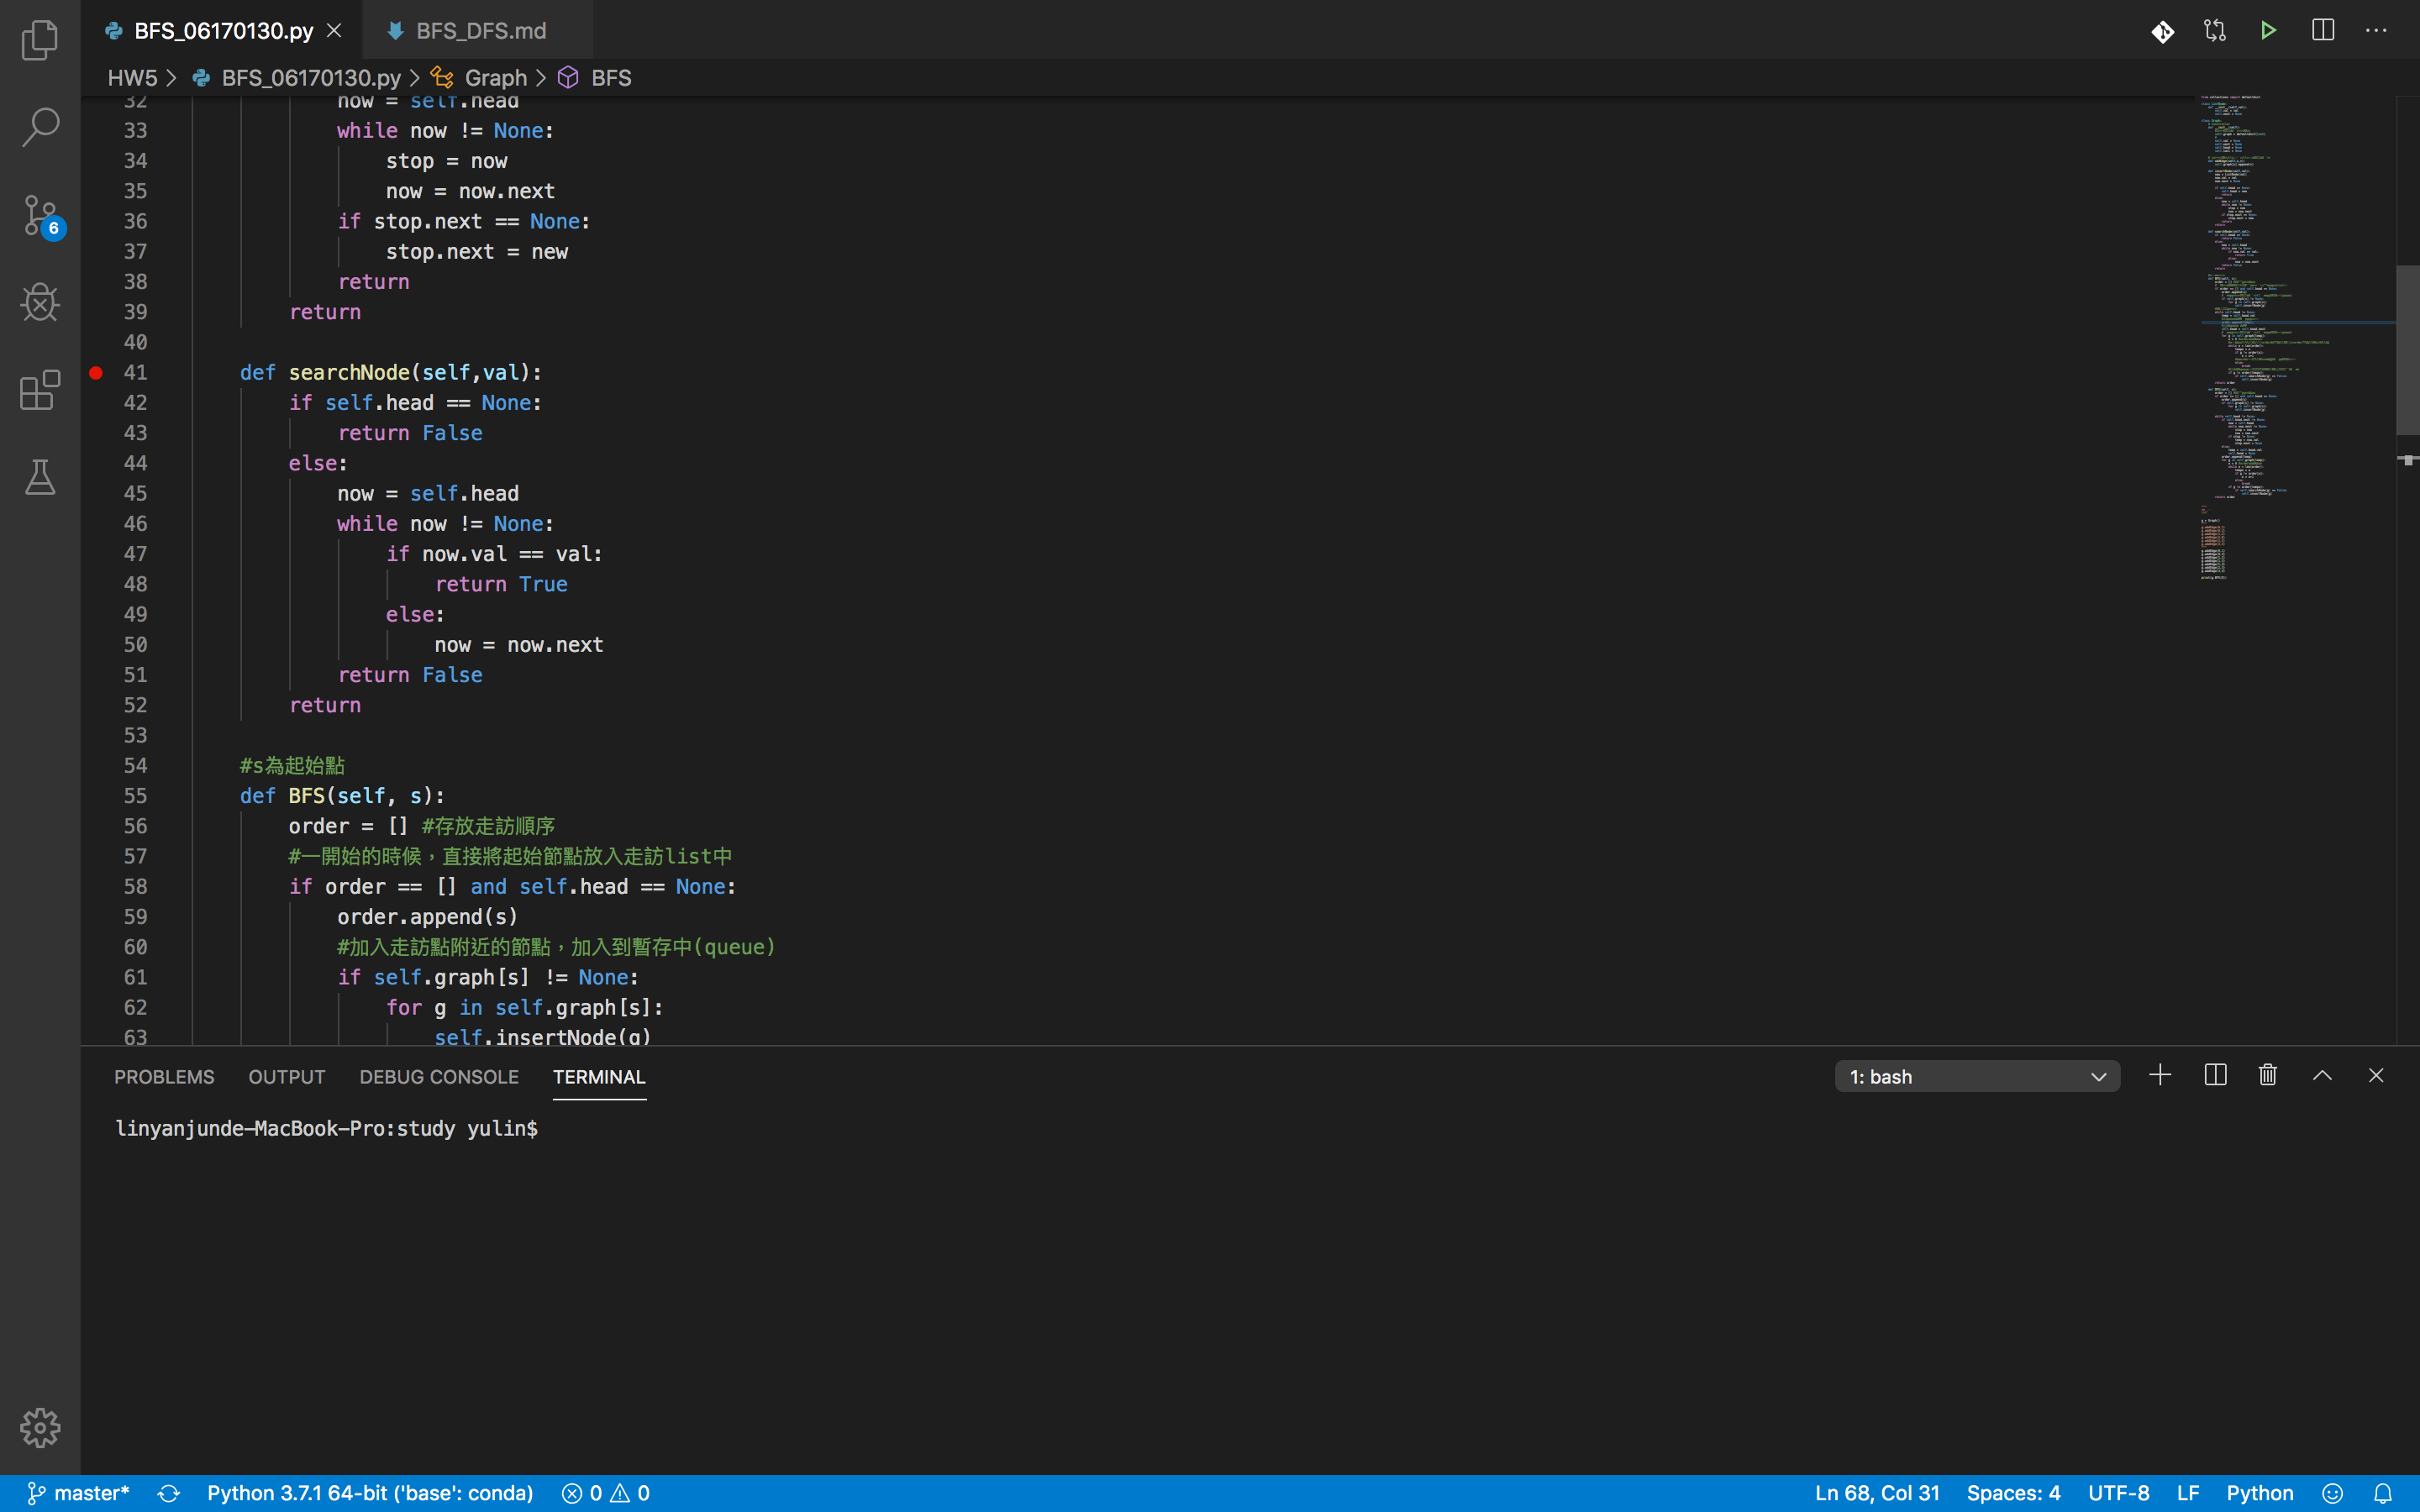 BFS_06170130.py
BFS_DFS.md
HW5 > BFS_06170130.py > Graph > BFS
32 now = self.head
33 while now != None:
34 stop = now
35 now = now.next
36 if stop.next == None:
37 stop.next = new
38 return
39 return
40
41 def searchNode(self,val):
42 if self.head == None:
43 return False
44 else:
45 now = self.head
46 while now != None:
47 if now.val == val:
48 return True
49 else:
50 now = now.next
51 return False
52 return
53
54 #s為起始點
55 def BFS(self, s):
56 order = [] #存放走訪順序
57 #一開始的時候，直接將起始節點放入走訪list中
58 if order == [] and self.head == None:
59 order.append(s)
60 #加入走訪點附近的節點，加入到暫存中(queue)
61 if self.graph[s] != None:
62 for g in self.graph[s]:
63 self.insertNode(g)
6
PROBLEMS OUTPUT DEBUG CONSOLE TERMINAL 1: bash
linyanjunde-MacBook-Pro:study yulin$
master* Python 3.7.1 64-bit ('base': conda) 0 0 Ln 68, Col 31 Spaces: 4 UTF-8 LF Python